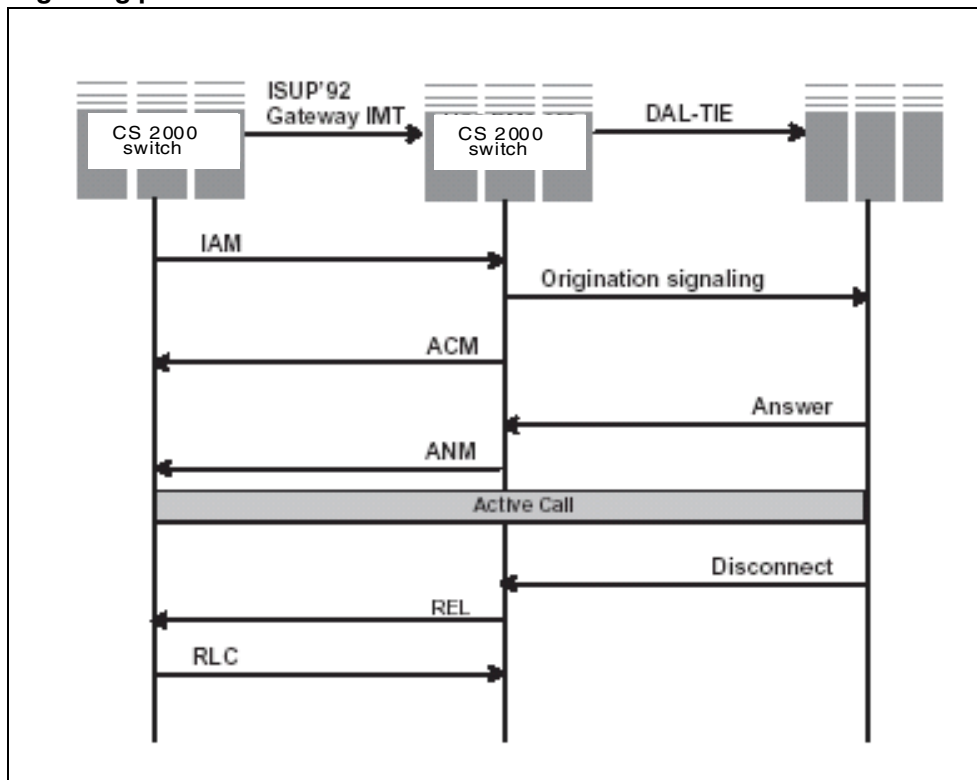 ISUP'92
Gateway IMT
DAL-TIE
CS 2000
switch
CS 2000
switch
IAM
Origination signaling
ACM
Answer
ANM
Active Call
Disconnect
REL
RLC